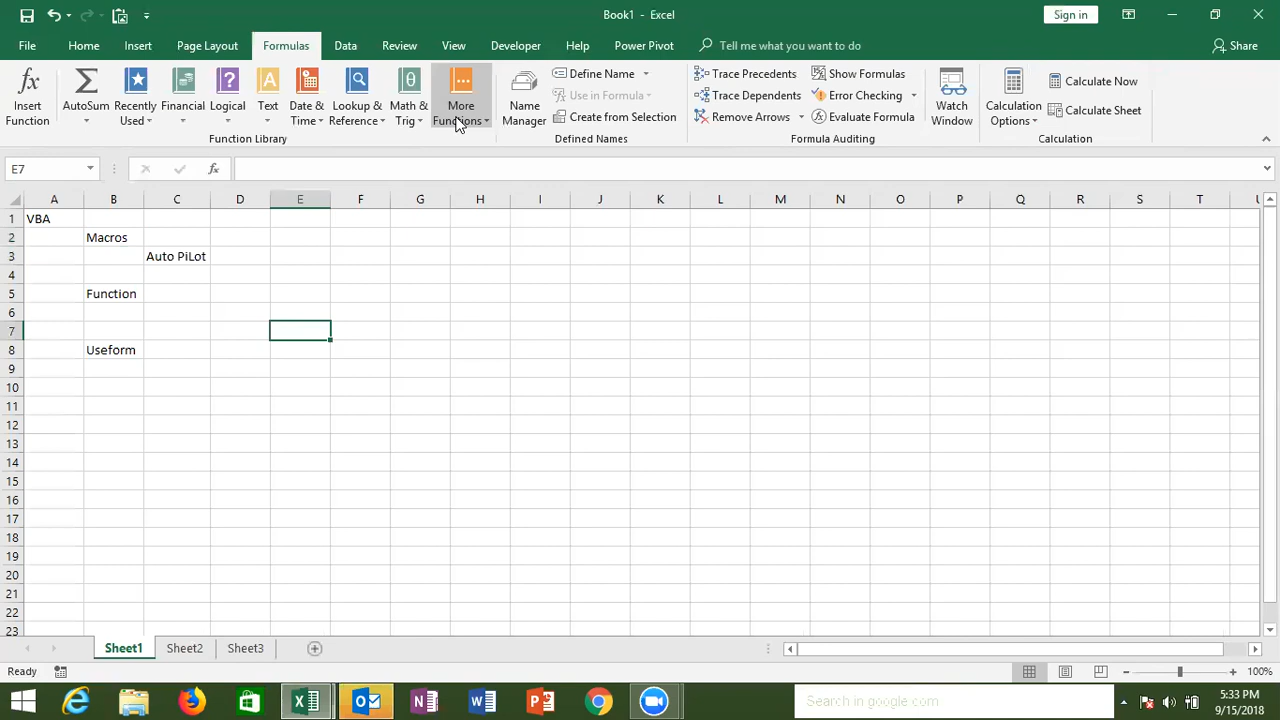 Book1 - Excel
Sign in
File Home Insert Page Layout Formulas Data Review View Developer Help Power Pivot Tell me what you want to do Share
Insert Function
AutoSum
Recently Used
Financial
Logical
Text
Date & Time
Lookup & Reference
Math & Trig
More Functions
Function Library
Name Manager
Define Name
Use in Formula
Create from Selection
Defined Names
Trace Precedents
Trace Dependents
Remove Arrows
Show Formulas
Error Checking
Evaluate Formula
Formula Auditing
Watch Window
Calculation Options
Calculate Now
Calculate Sheet
Calculation
E7 fx
A B C D E F G H I J K L M N O P Q R S T U
1 VBA
2 Macros
3 Auto PiLot
4
5 Function
6
7
8 Useform
9
10
11
12
13
14
15
16
17
18
19
20
21
22
23
Sheet1 Sheet2 Sheet3
Ready 100%
Search in google.com
5:33 PM
9/15/2018